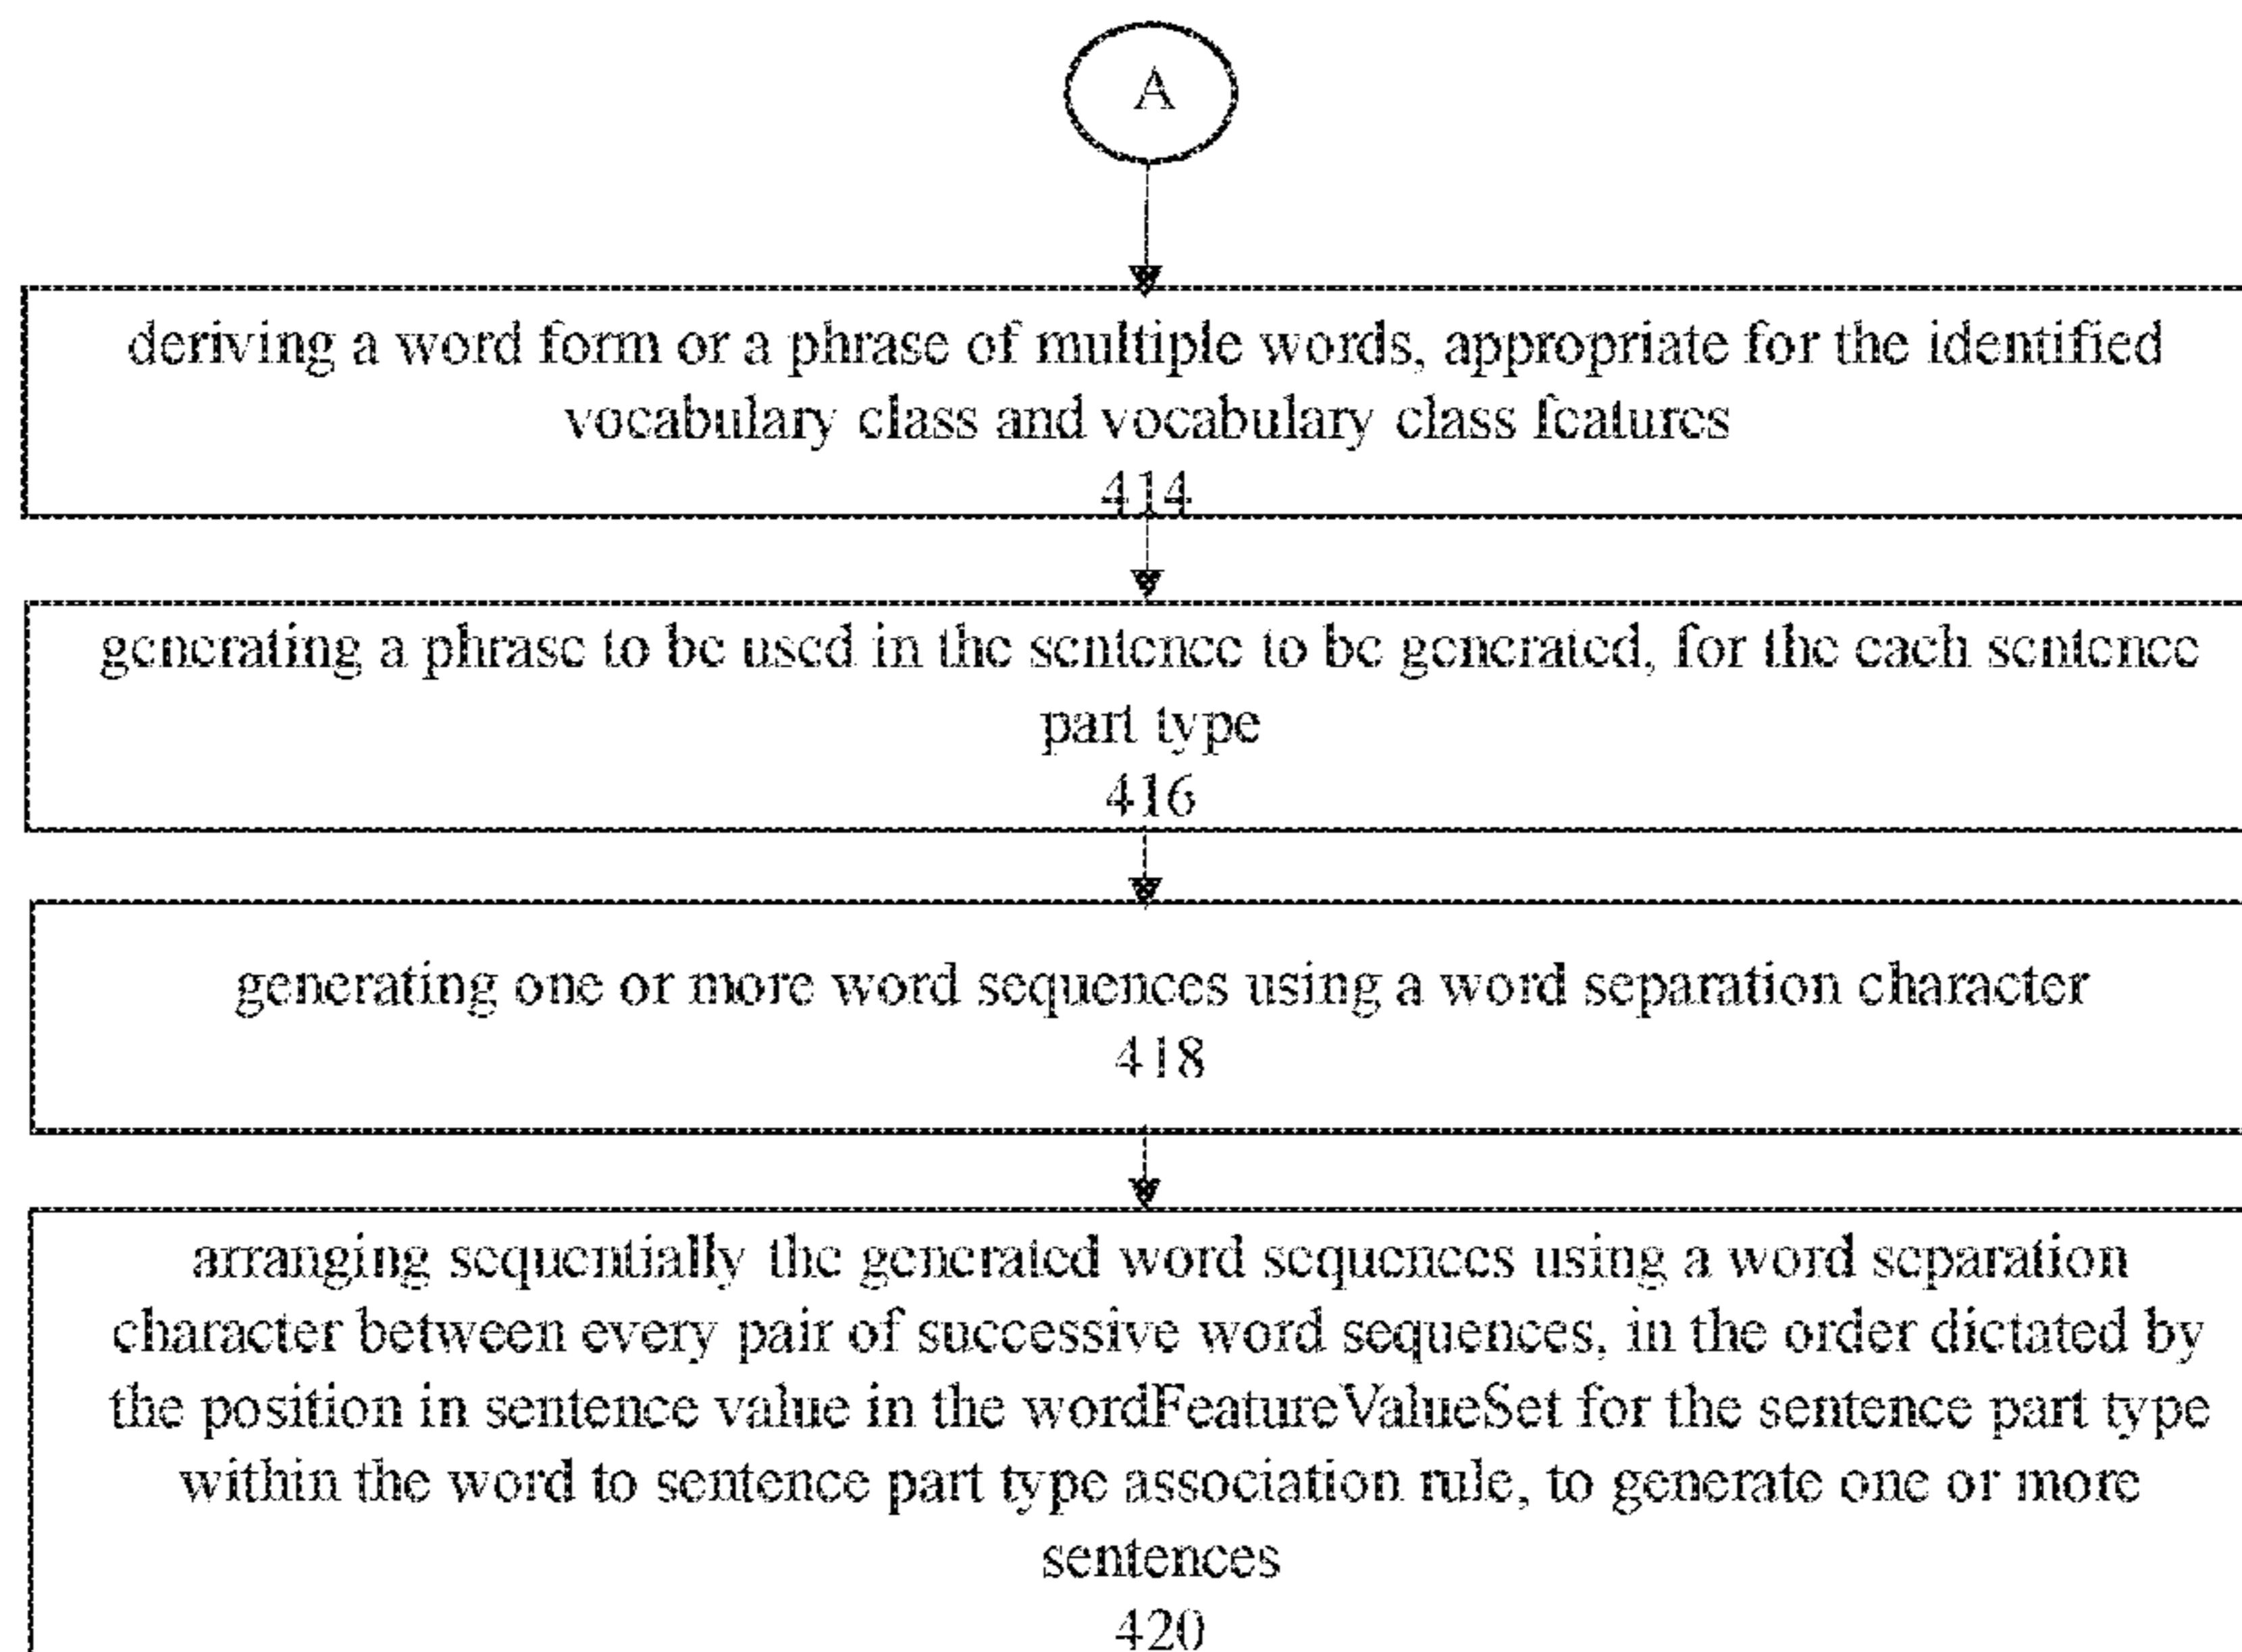 A
deriving a word form or a phrase of multiple words, appropriate for the identified
vocabulary class and vocabulary class features
414
generating a phrase to be used in the sentence to be generated, for the each sentence
part type
416
generating one or more word sequences using a word separation character
418
arranging sequentially the generated word sequences using a word separation
character between every pair of successive word sequences, in the order dictated by
the position in sentence value in the wordFeatureValueSet for the sentence part type
within the word to sentence part type association rule, to generate one or more
sentences
420